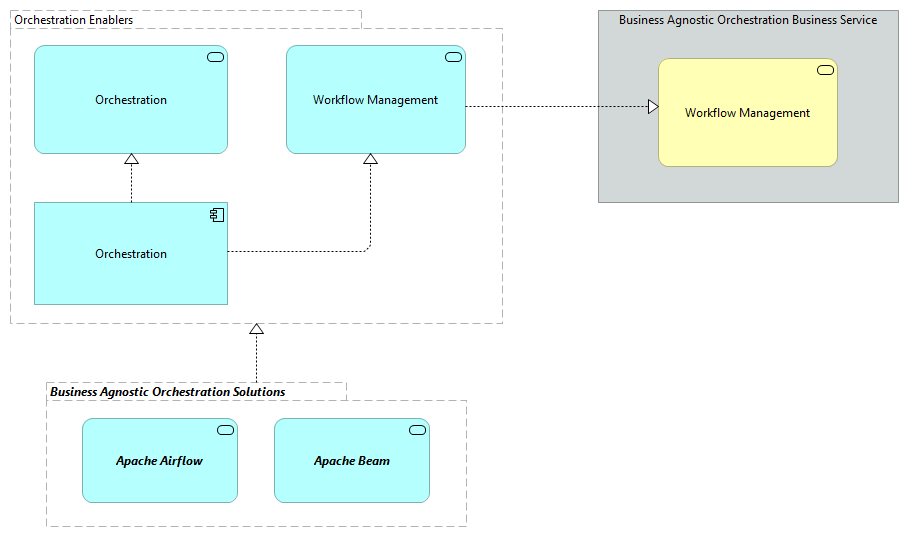 Orchestration Enablers
Business Agnostic Orchestration Business Service
Orchestration
Workflow Management
Workflow Management
Orchestration
Business Agnostic Orchestration Solutions
Apache Airflow
Apache Beam